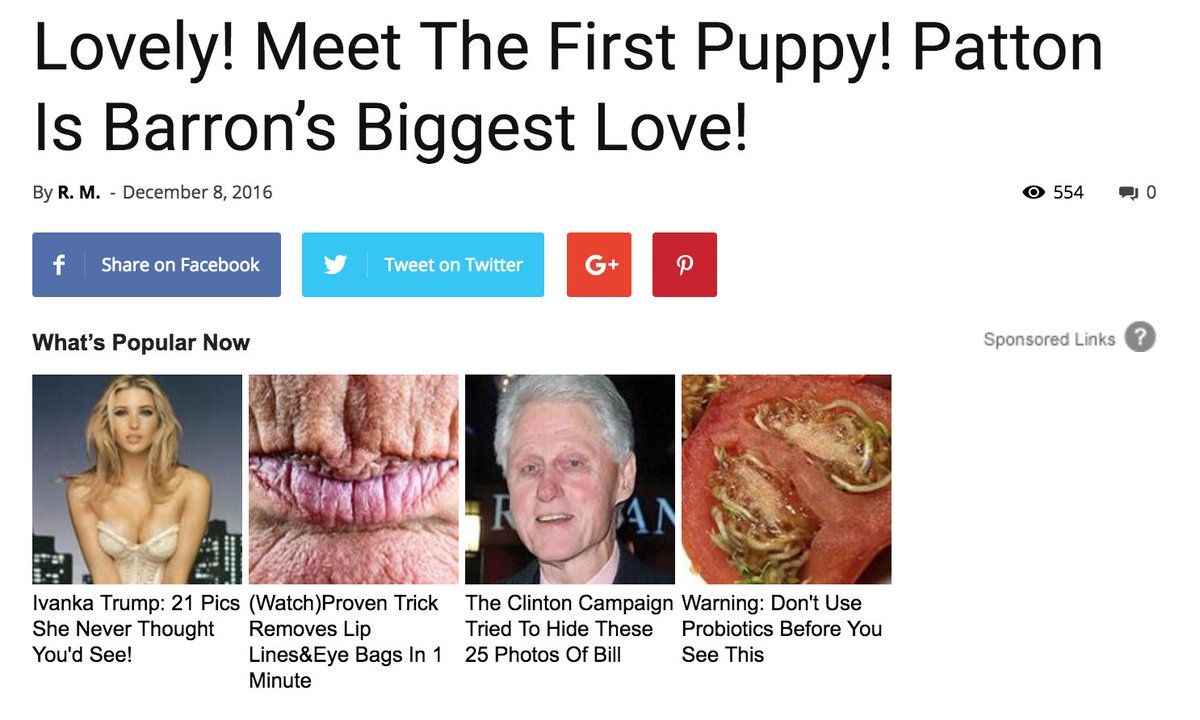 Lovely! Meet The First Puppy! Patton
Is Barron’s Biggest Love!
By R. M. - December 8, 2016
554
0
f Share on Facebook
Tweet on Twitter
G+
What’s Popular Now
Sponsored Links ?
Ivanka Trump: 21 Pics
She Never Thought
You'd See!
(Watch)Proven Trick
Removes Lip
Lines&Eye Bags In 1
Minute
The Clinton Campaign
Tried To Hide These
25 Photos Of Bill
Warning: Don't Use
Probiotics Before You
See This